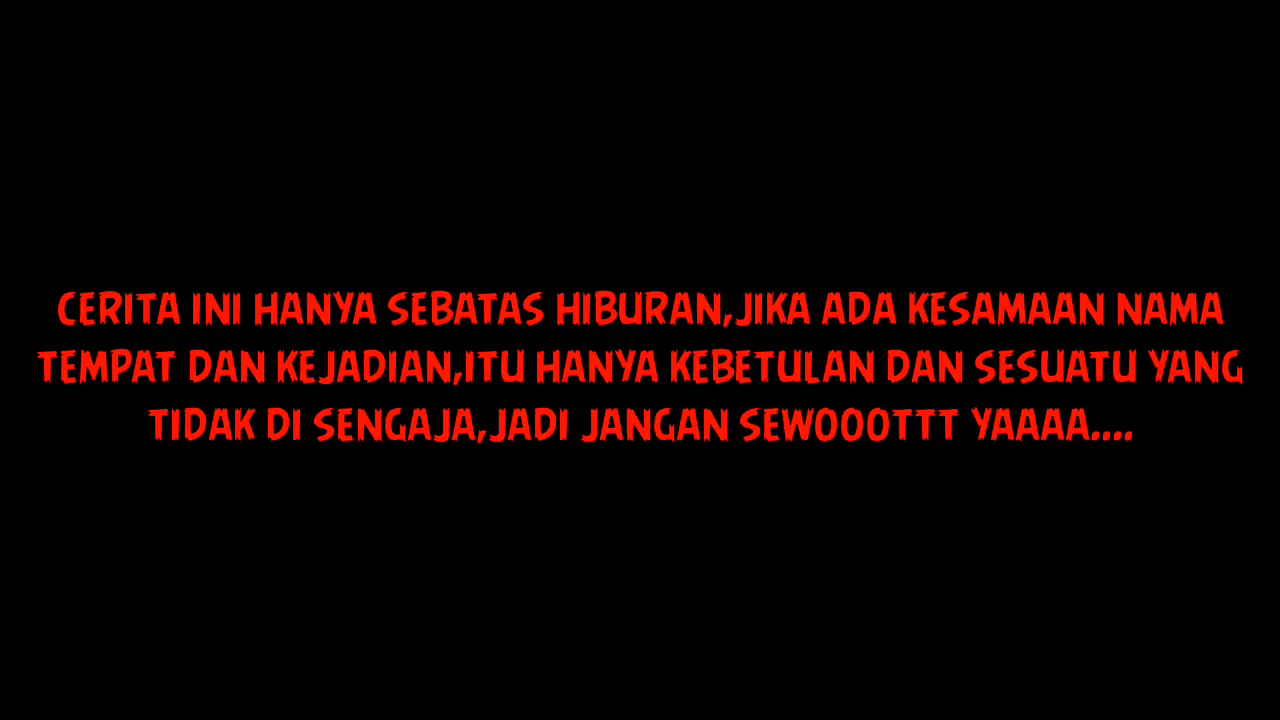 CERITA INI HANYA SEBATAS HIBURAN,JIKA ADA KESAMAAN NAMA
TEMPAT DAN KEJADIAN,ITU HANYA KEBETULAN DAN SESUATU YANG
TIDAK DI SENGAJA,JADI JANGAN SEWOOOTTT YAAAA....